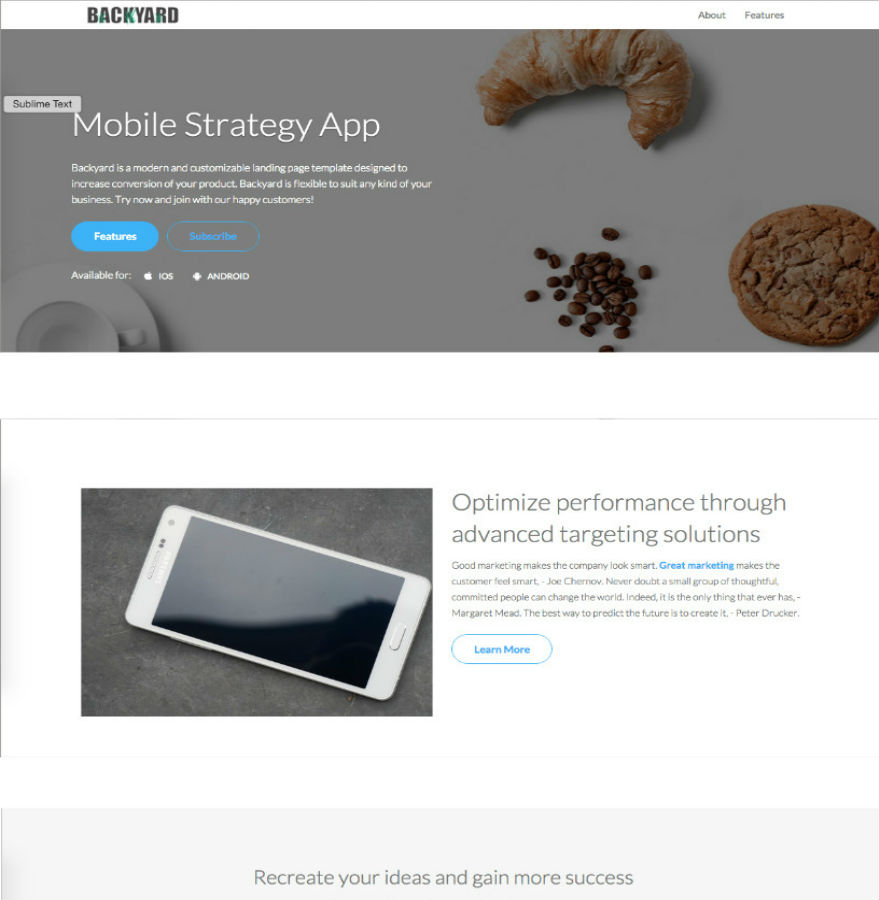 BACKYARD
About Features
Sublime Text
Mobile Strategy App
Backyard is a modern and customizable landing page template designed to
increase conversion of your product. Backyard is flexible to suit any kind of your
business. Try now and join with our happy customers!
Features Subscribe
Available for: IOS ANDROID
SAMSUNG
Optimize performance through
advanced targeting solutions
Good marketing makes the company look smart. Great marketing makes the
customer feel smart, - Joe Chernov. Never doubt a small group of thoughtful,
committed people can change the world. Indeed, it is the only thing that ever has, -
Margaret Mead. The best way to predict the future is to create it, - Peter Drucker.
Learn More
Recreate your ideas and gain more success